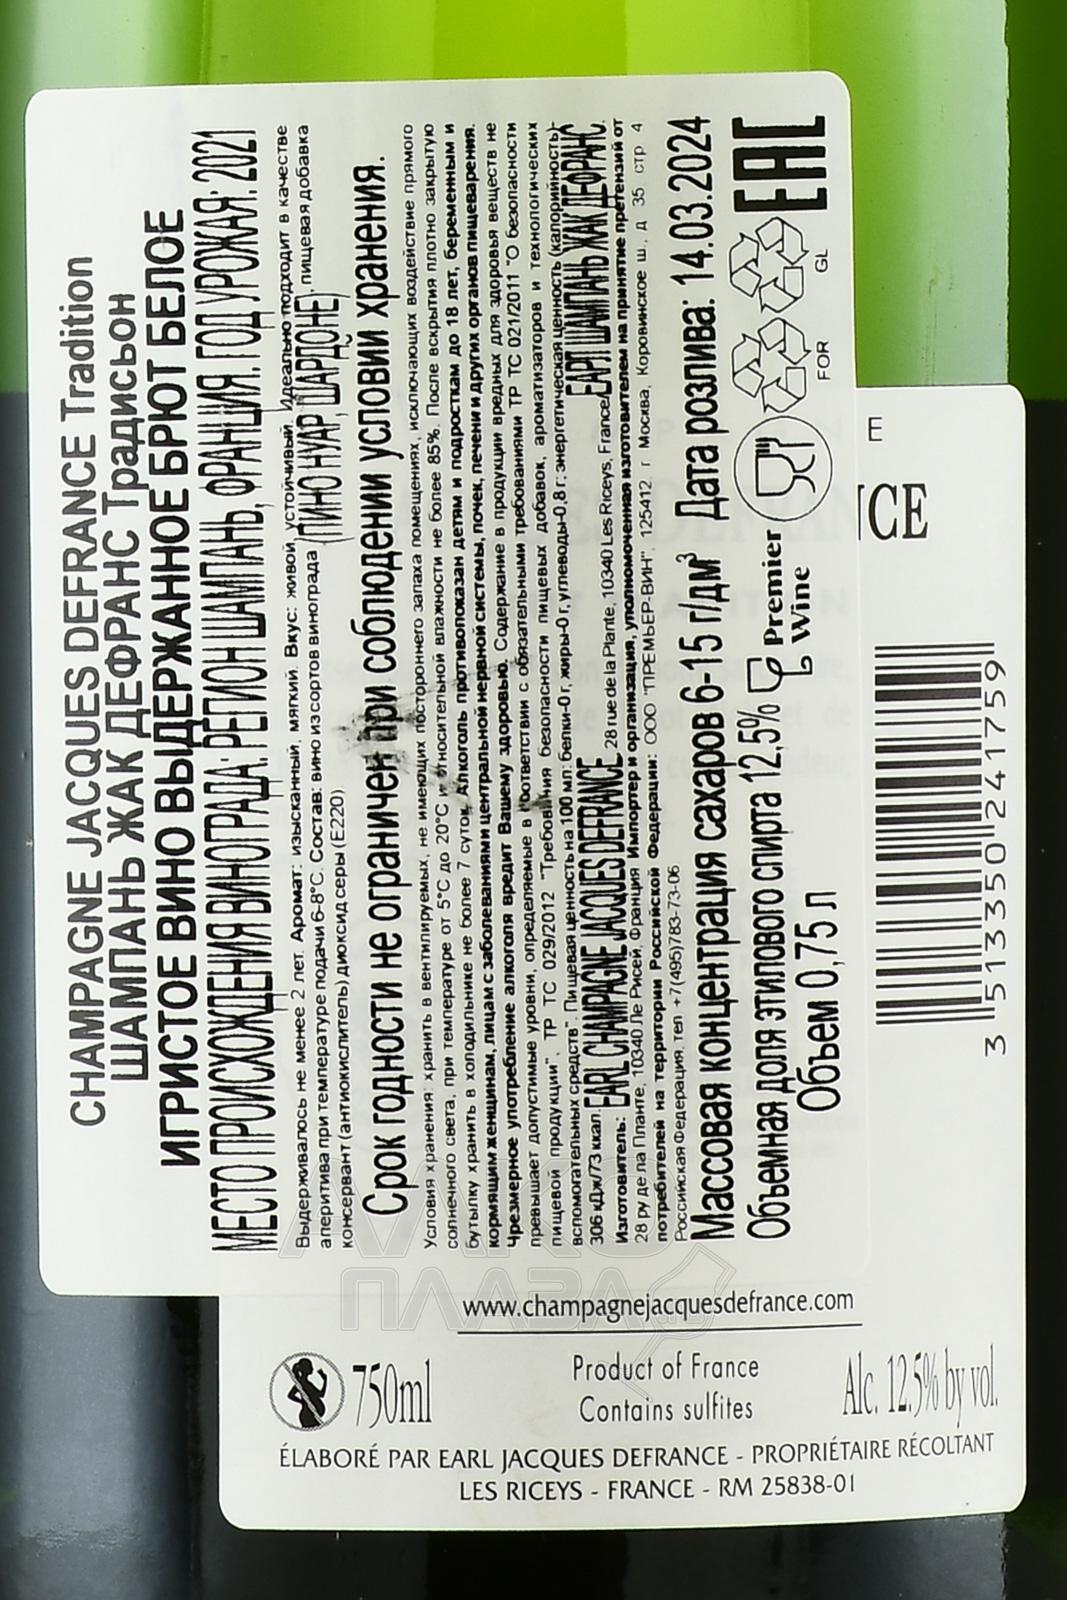 CHAMPAGNE JACQUES DEFRANCE Tradition
ШАМПАНЬ ЖАК ДЕФРАНС Традисьон
ИГРИСТОЕ ВИНО ВЫДЕРЖАННОЕ БРЮТ БЕЛОЕ
МЕСТО ПРОИСХОЖДЕНИЯ ВИНОГРАДА: РЕГИОН ШАМПАНЬ, ФРАНЦИЯ. ГОД УРОЖАЯ: 2021
Выдерживалось не менее 2 лет. Аромат: изысканный, мягкий. Вкус: живой, устойчивый. Идеально подходит в качестве
аперитива при температуре подачи 6-8°С. Состав: вино из сортов винограда (ПИНО НУАР, ШАРДОНЕ), пищевая добавка
консервант (антиокислитель) диоксид серы (Е220)
Срок годности не ограничен при соблюдении условий хранения.
Условия хранения: хранить в вентилируемых, не имеющих постороннего запаха помещениях, исключающих воздействие прямого
солнечного света, при температуре от 5°С до 20°С и относительной влажности не более 85%. После вскрытия плотно закрытую
бутылку хранить в холодильнике не более 7 суток. Алкоголь противопоказан детям и подросткам до 18 лет, беременным и
кормящим женщинам, лицам с заболеваниями центральной нервной системы, почек, печени и других органов пищеварения.
Чрезмерное употребление алкоголя вредит Вашему здоровью. Содержание в продукции вредных для здоровья веществ не
превышает допустимые уровни, определяемые в соответствии с обязательными требованиями ТР ТС 021/2011 "О безопасности
пищевой продукции", ТР ТС 029/2012 "Требования безопасности пищевых добавок, ароматизаторов и технологических
вспомогательных средств". Пищевая ценность на 100 мл: белки-0 г, жиры-0 г, углеводы-0,8 г; энергетическая ценность (калорийность)-
306 кДж/73 ккал. EARL CHAMPAGNE JACQUES DEFRANCE ЕАРЛ ШАМПАНЬ ЖАК ДЕФРАНС.
Изготовитель: 28 rue de la Plante, 10340 Les Riceys, France/
28 рю де ла Планте, 10340 Ле Рисей, Франция Импортер и организация, уполномоченная изготовителем на принятие претензий от
потребителей на территории Российской Федерации: ООО "ПРЕМЬЕР-ВИН", 125412 г Москва, Коровинское ш., д 35 стр 4
Российская Федерация, тел +7(495)783-73-06
Массовая концентрация сахаров 6-15 г/дм³ Дата розлива: 14.03.2024
Объемная доля этилового спирта 12,5%
Объем 0,75 л
Premier
Wine
FOR
GL
EAC
E
NCE
3 513350 241759
www.champagnejacquesdefrance.com
750ml
Product of France
Contains sulfites
Alc. 12.5% by vol.
ÉLABORÉ PAR EARL JACQUES DEFRANCE - PROPRIÉTAIRE RÉCOLTANT
LES RICEYS - FRANCE - RM 25838-01
АЛКО
ПЛАЗА